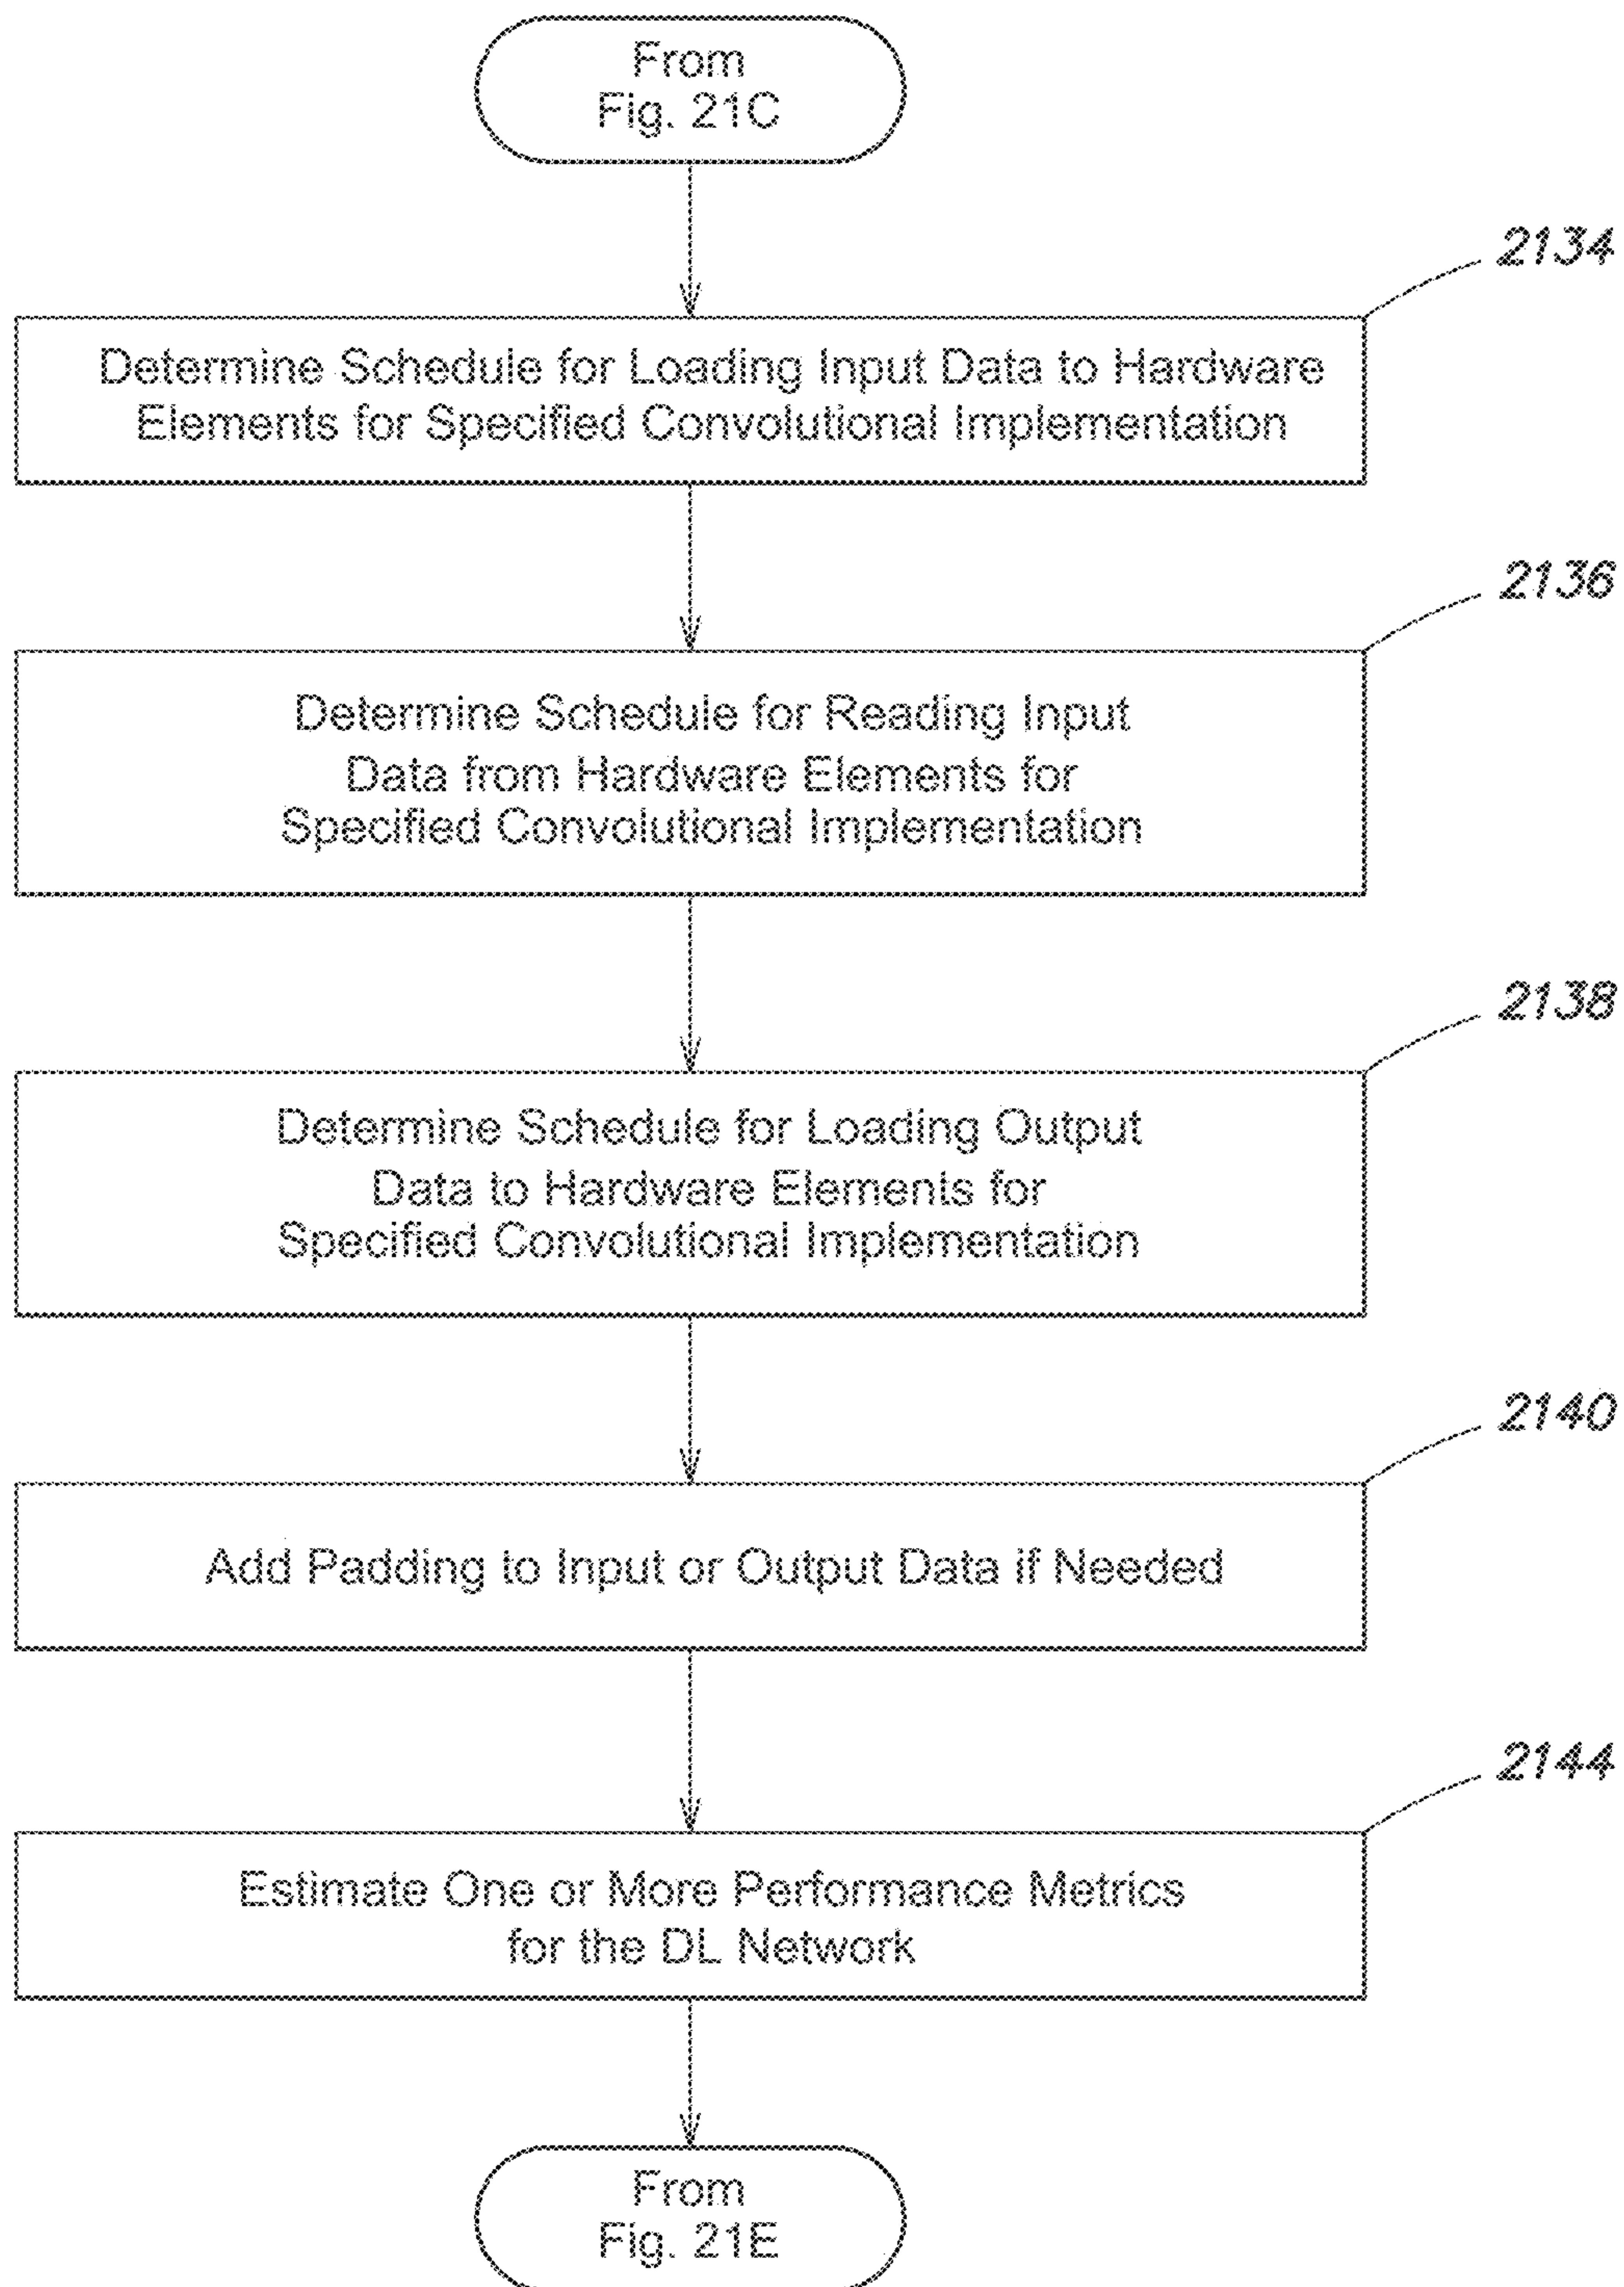 From
Fig. 21C
2134
Determine Schedule for Loading Input Data to Hardware
Elements for Specified Convolutional Implementation
2136
Determine Schedule for Reading Input
Data from Hardware Elements for
Specified Convolutional Implementation
2138
Determine Schedule for Loading Output
Data to Hardware Elements for
Specified Convolutional Implementation
2140
Add Padding to Input or Output Data if Needed
2144
Estimate One or More Performance Metrics
for the DL Network
From
Fig. 21E